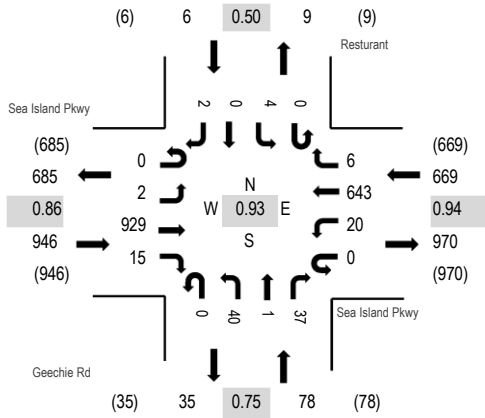 (6) 6 0.50 9 (9)
Resturant
Sea Island Pkwy
2 0 4 0
(685) 0 6 (669)
685 2 N 643 669
0.86 W 0.93 E 0.94
946 929 S 20 970
(946) 15 0 (970)
0 40 1 37
Sea Island Pkwy
Geechie Rd
(35) 35 0.75 78 (78)